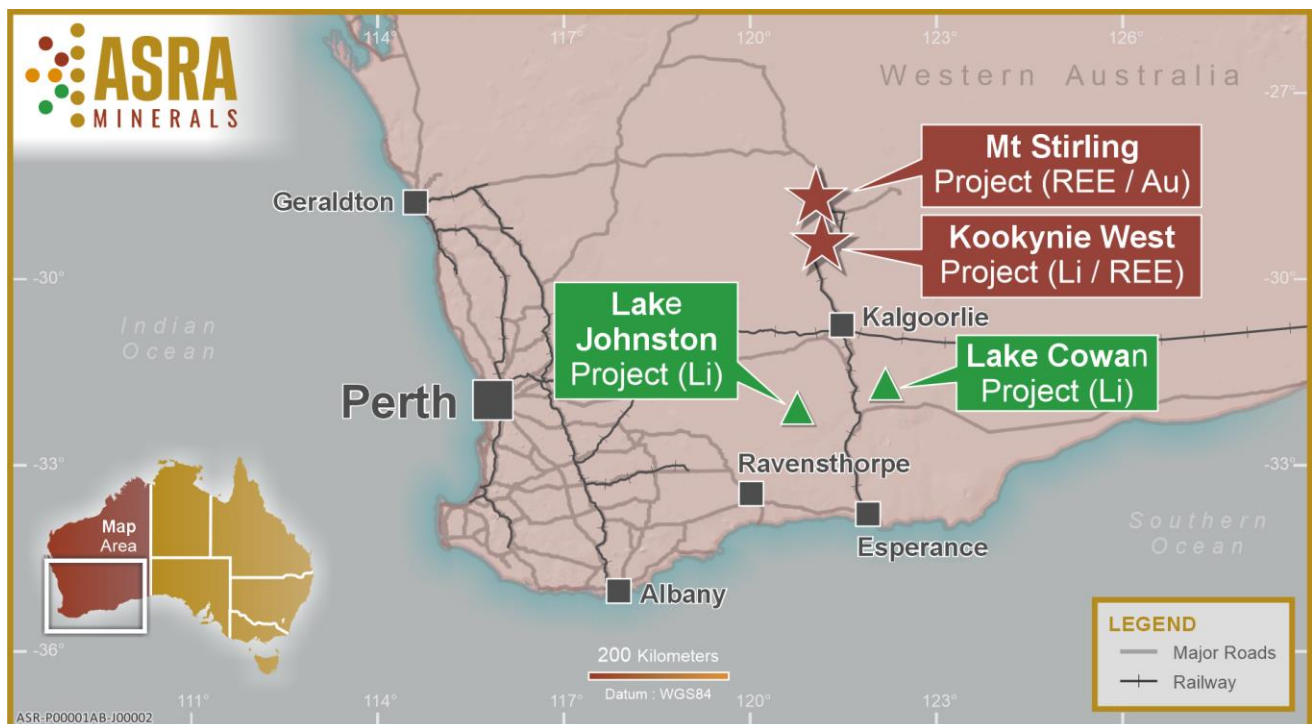 ASRA
MINERALS
114°
117°
120°
123°
126°
Western Australia
-27°
Mt Stirling
Project (REE / Au)
Geraldton
Kookynie West
Project (Li / REE)
-30°
-30°
Indian
Ocean
Lake
Johnston
Project (Li)
Kalgoorlie
Lake Cowan
Project (Li)
Perth
-33°
Ravensthorpe
-33°
Map
Area
Esperance
Southern
Ocean
Albany
LEGEND
Major Roads
Railway
-36°
200 Kilometers
Datum : WGS84
111°
114°
117°
120°
123°
ASR-P00001AB-J00002